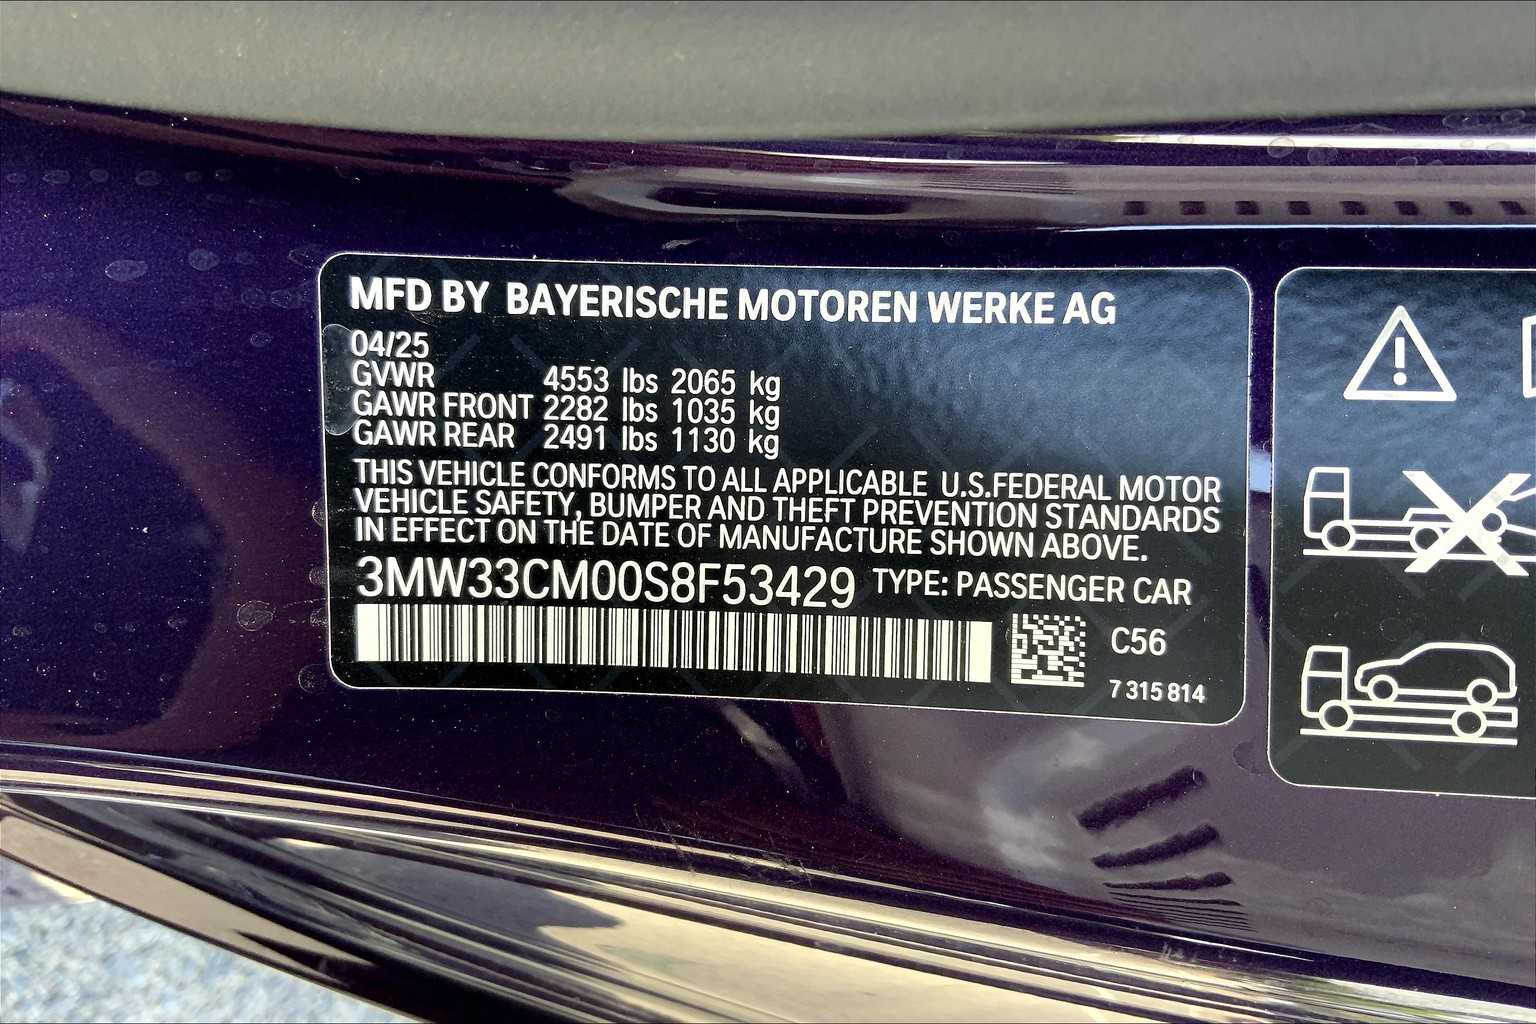 MFD BY BAYERISCHE MOTOREN WERKE AG
04/25
GVWR 4553 lbs 2065 kg
GAWR FRONT 2282 lbs 1035 kg
GAWR REAR 2491 lbs 1130 kg
THIS VEHICLE CONFORMS TO ALL APPLICABLE U.S.FEDERAL MOTOR
VEHICLE SAFETY, BUMPER AND THEFT PREVENTION STANDARDS
IN EFFECT ON THE DATE OF MANUFACTURE SHOWN ABOVE.
3MW33CM00S8F53429 TYPE: PASSENGER CAR
C56
7 315 814